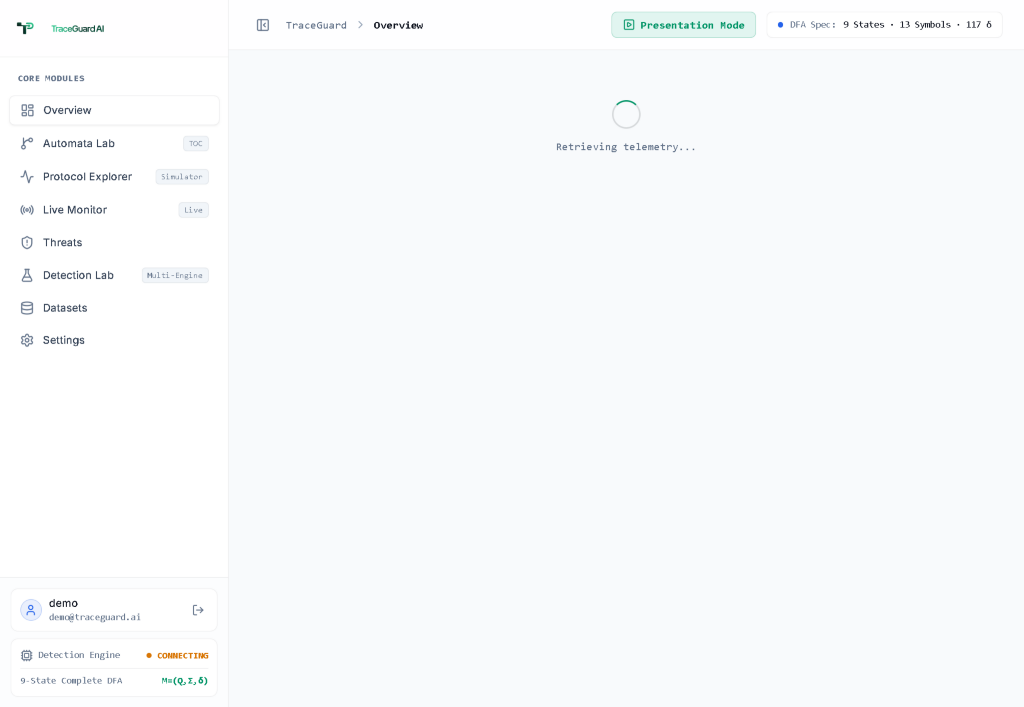 TraceGuard AI
CORE MODULES
Overview
Automata Lab TOC
Protocol Explorer Simulator
Live Monitor Live
Threats
Detection Lab Multi-Engine
Datasets
Settings
demo
demo@traceguard.ai
Detection Engine CONNECTING
9-State Complete DFA M=(Q,Σ,δ)
TraceGuard > Overview
Presentation Mode
DFA Spec: 9 States · 13 Symbols · 117 δ
Retrieving telemetry...